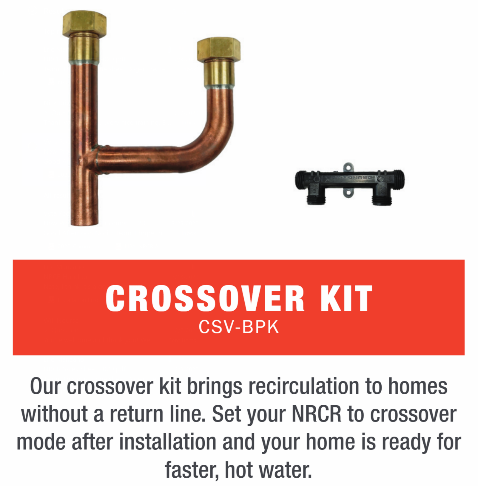 CROSSOVER KIT
CSV-BPK
Our crossover kit brings recirculation to homes
without a return line. Set your NRCR to crossover
mode after installation and your home is ready for
faster, hot water.